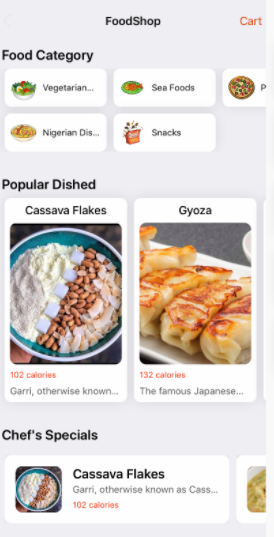 FoodShop
Cart
Food Category
Vegetarian...
Sea Foods
P
Nigerian Dis...
Snacks
Popular Dished
Cassava Flakes
Gyoza
102 calories
132 calories
Garri, otherwise known...
The famous Japanese...
Chef's Specials
Cassava Flakes
Garri, otherwise known as Cass...
102 calories